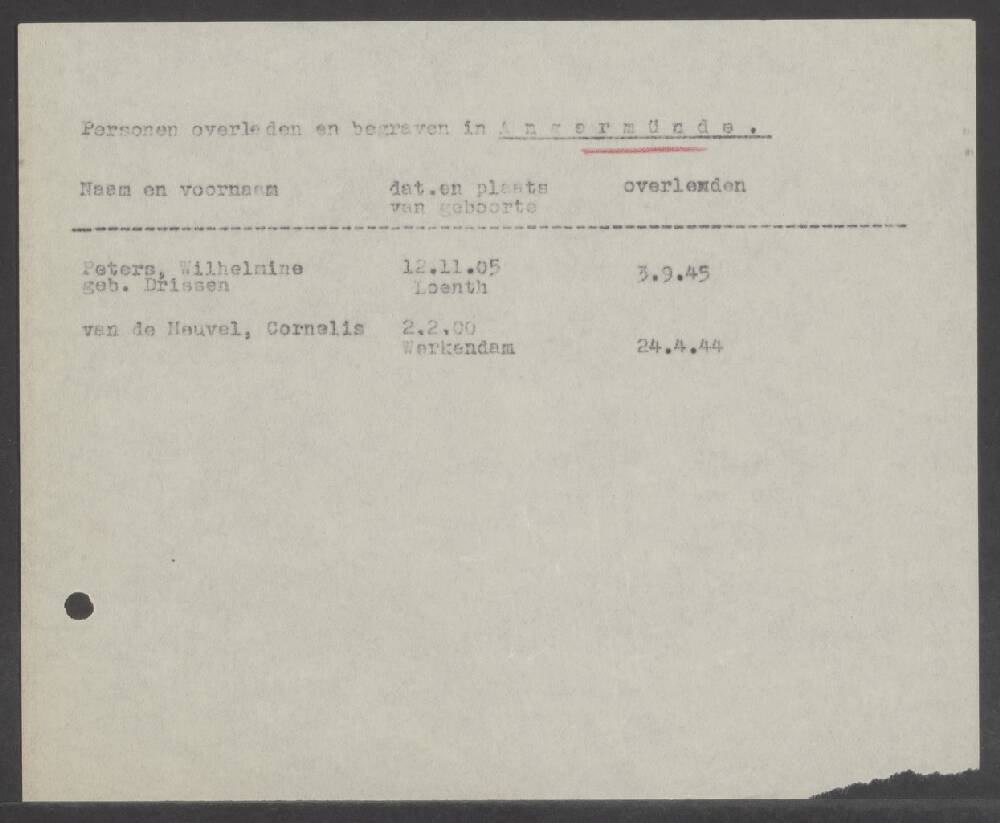 Personen overleden en begraven in A n g e r m ü n d e .
Naam en voornaam dat.en plaats overlemden
van geboorte
Peters, Wilhelmine 12.11.05 3.9.45
geb. Drissen Loenth
van de Heuvel, Cornelis 2.2.00
Werkendam 24.4.44